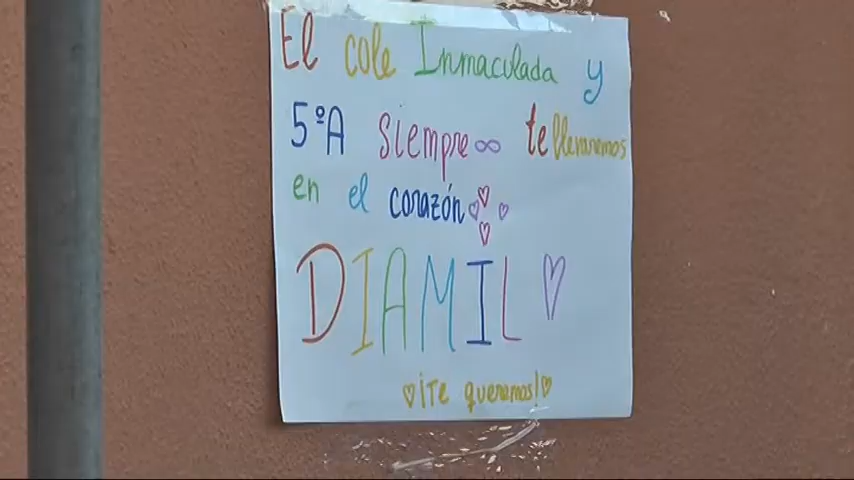 El cole Inmaculada y
5ºA siempre ∞ te llevaremos
en el corazón
DIAMIL
¡Te queremos!